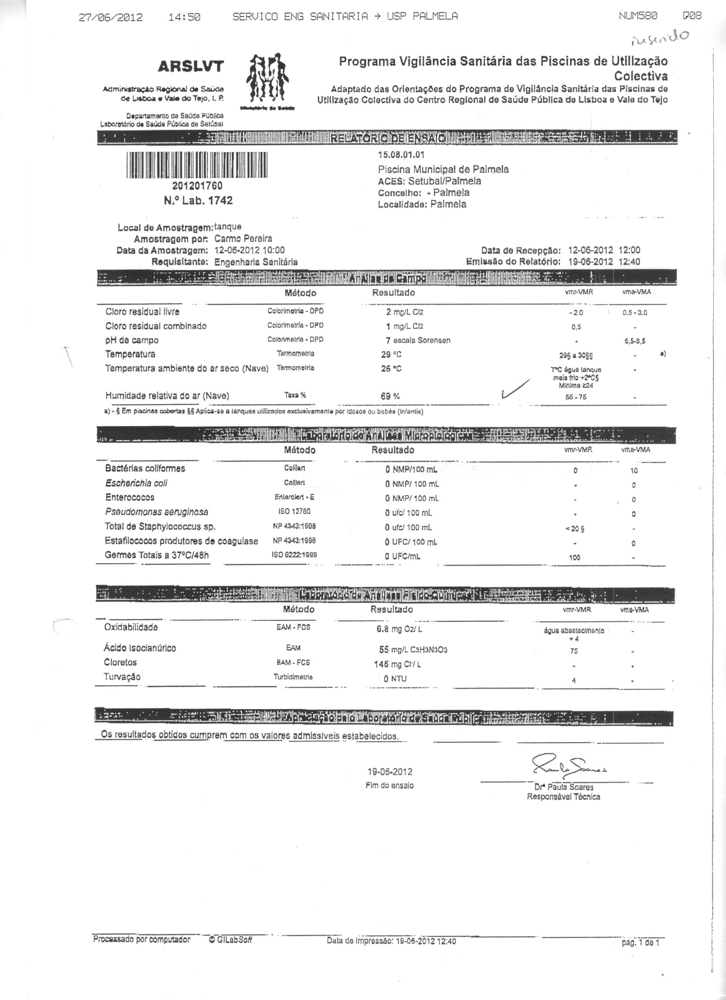 27/06/2012 14:50 SERVICO ENG SANITARIA → USP PALMELA NUM580 D08
inserido
ARSLVT
Administração Regional de Saúde
de Lisboa e Vale do Tejo, I. P.
Departamento de Saúde Pública
Laboratório de Saúde Pública de Setúbal
Ministério da Saúde
Programa Vigilância Sanitária das Piscinas de Utilização
Colectiva
Adaptado das Orientações do Programa de Vigilância Sanitária das Piscinas de
Utilização Colectiva do Centro Regional de Saúde Pública de Lisboa e Vale do Tejo
RELATÓRIO DE ENSAIO
201201760
N.º Lab. 1742
15.08.01.01
Piscina Municipal de Palmela
ACES: Setubal/Palmela
Concelho: - Palmela
Localidade: Palmela
Local de Amostragem: tanque
Amostragem por: Carmo Pereira
Data da Amostragem: 12-06-2012 10:00 Data de Recepção: 12-06-2012 12:00
Requisitante: Engenharia Sanitária Emissão do Relatório: 19-06-2012 12:40
Análise de Campo
Método Resultado vmr-VMR vma-VMA
Cloro residual livre Colorimetria - DPD 2 mg/L Cl2 -2.0 0.5-3.0
Cloro residual combinado Colorimetria - DPD 1 mg/L Cl2 0,5 -
pH de campo Colorimetria - DPD 7 escala Sorensen - 6,5-9,5
Temperatura Termometria 29 ºC 28§ a 30§§ - a)
Temperatura ambiente do ar seco (Nave) Termometria 26 ºC TºC água tanque -
mais frio +2ºC§
Minima ≥24
Humidade relativa do ar (Nave) Taxa % 69 % 55 - 75 -
a) - § Em piscinas cobertas §§ Aplica-se a tanques utilizados exclusivamente por idosos ou bebés (infantis)
Laboratório de Análises Microbiológicas
Método Resultado vmr-VMR vma-VMA
Bactérias coliformes Colilert 0 NMP/100 mL 0 10
Escherichia coli Colilert 0 NMP/ 100 mL - 0
Enterococos Enterolert - E 0 NMP/ 100 mL - 0
Pseudomonas aeruginosa ISO 12780 0 ufc/ 100 mL - 0
Total de Staphylococcus sp. NP 4343:1998 0 ufc/ 100 mL < 20 § -
Estafilococos produtores de coagulase NP 4343:1998 0 UFC/ 100 mL - 0
Germes Totais a 37ºC/48h ISO 6222:1999 0 UFC/mL 100 -
Laboratório de Análises Físico-Químicas
Método Resultado vmr-VMR vma-VMA
Oxidabilidade EAM - FCS 6.8 mg O2/ L água abastecimento -
+ 4
Ácido Isocianúrico EAM 55 mg/L C3H3N3O3 75 -
Cloretos EAM - FCS 145 mg Cl-/ L - -
Turvação Turbidimetria 0 NTU 4 -
Apreciação do Laboratório de Saúde Pública
Os resultados obtidos cumprem com os valores admissíveis estabelecidos.
19-06-2012
Fim do ensaio
Paula Soares
Drª Paula Soares
Responsável Técnica
Processado por computador © GILabSoft Data de Impressão: 19-06-2012 12:40 pág. 1 de 1